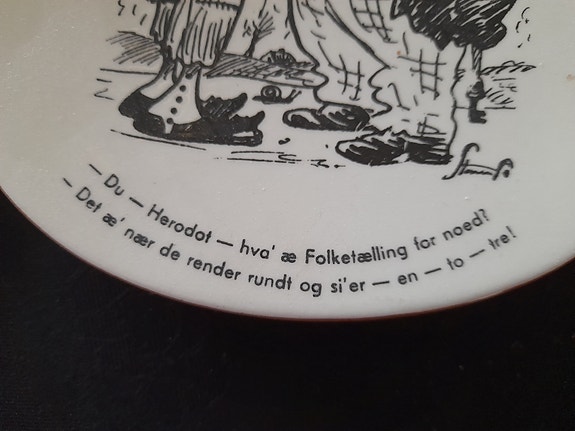 — Du — Herodot — hva' æ Folketælling for noed?
— Det æ' nær de render rundt og si'er — en — to — tre!